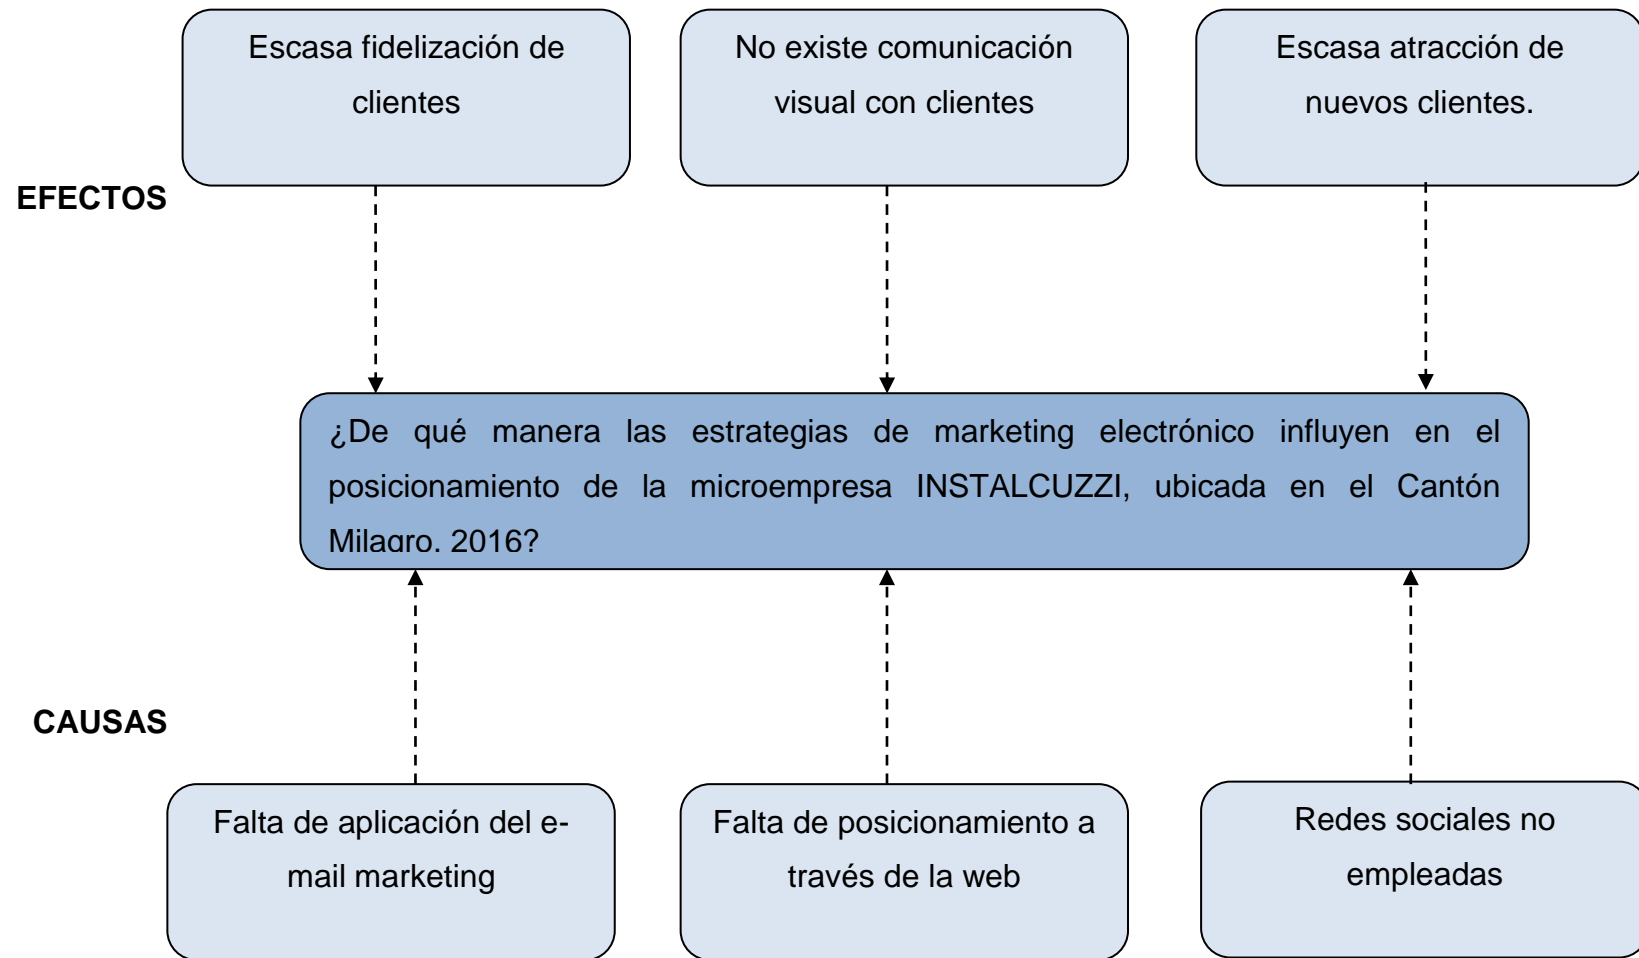 Escasa fidelización de
clientes
No existe comunicación
visual con clientes
Escasa atracción de
nuevos clientes.
EFECTOS
¿De qué manera las estrategias de marketing electrónico influyen en el
posicionamiento de la microempresa INSTALCUZZI, ubicada en el Cantón
Milagro. 2016?
CAUSAS
Falta de aplicación del e-
mail marketing
Falta de posicionamiento a
través de la web
Redes sociales no
empleadas